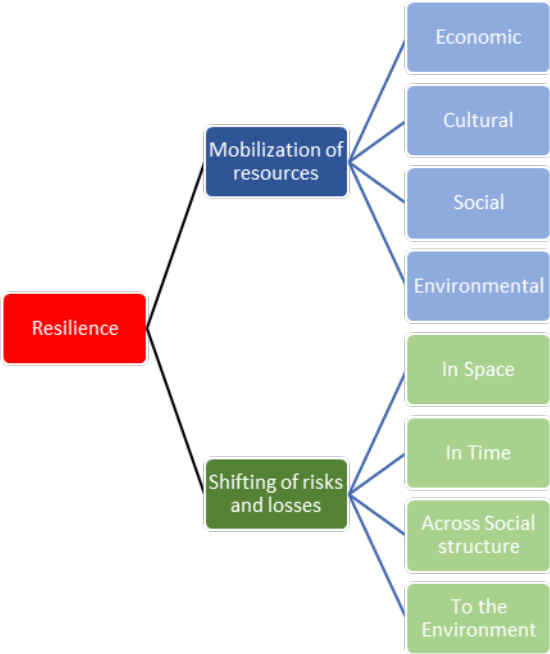 Resilience
Mobilization of
resources
Economic
Cultural
Social
Environmental
Shifting of risks
and losses
In Space
In Time
Across Social
structure
To the
Environment